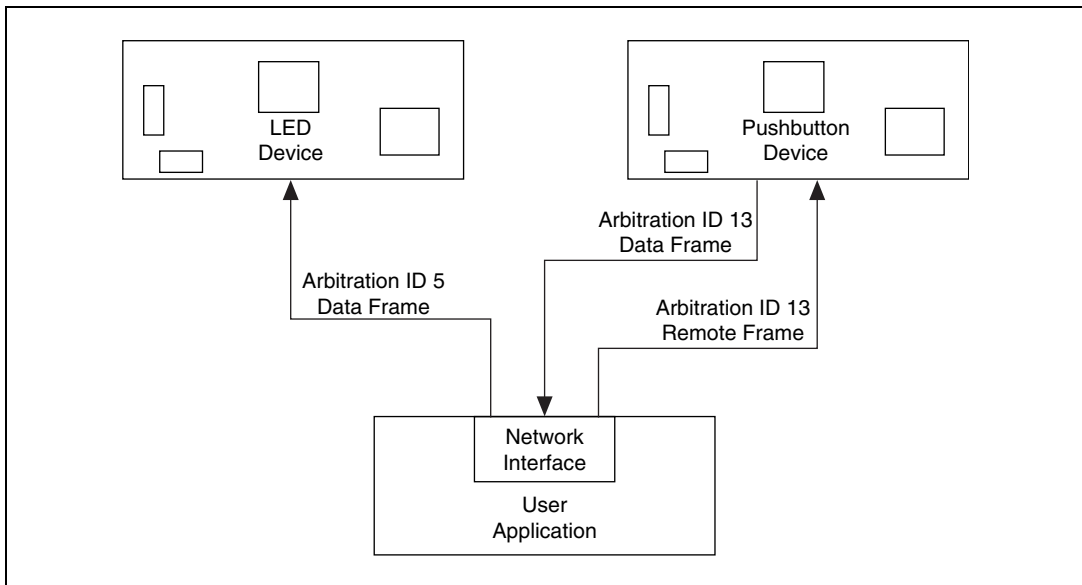 LED
Device
Pushbutton
Device
Arbitration ID 13
Data Frame
Arbitration ID 5
Data Frame
Arbitration ID 13
Remote Frame
Network
Interface
User
Application